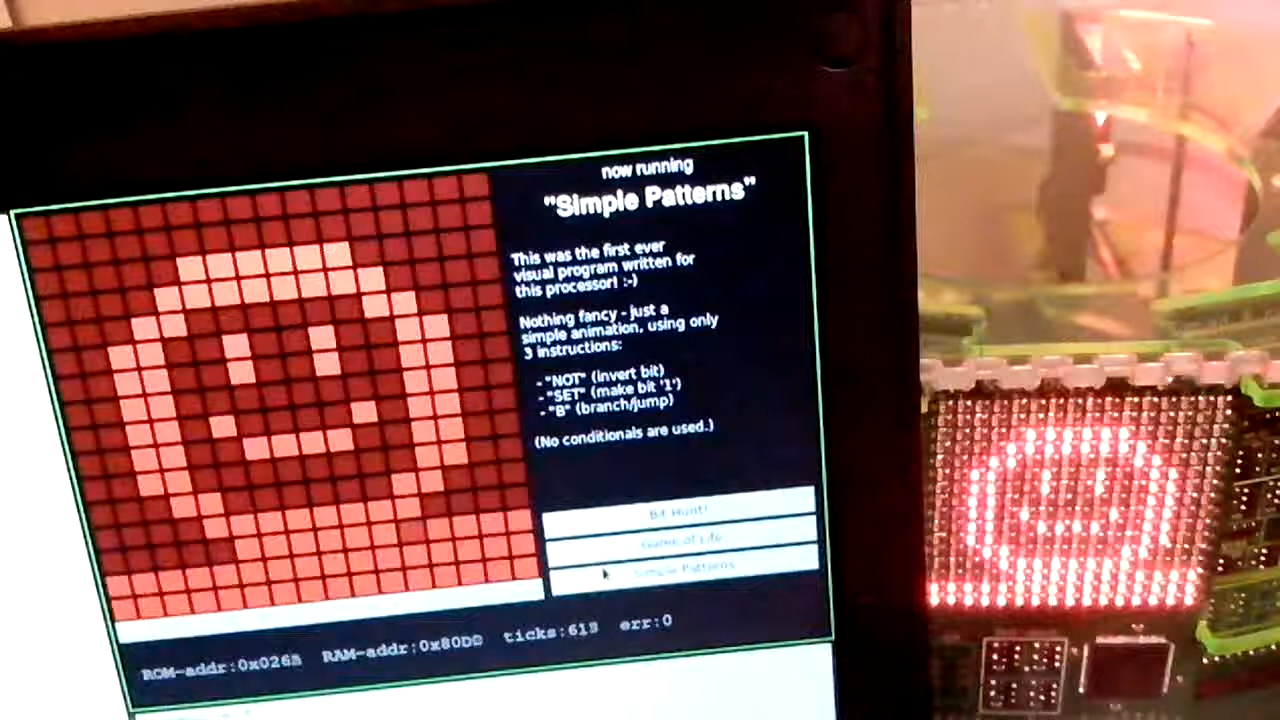 now running
"Simple Patterns"
This was the first ever
visual program written for
this processor! :-)
Nothing fancy - just a
simple animation, using only
3 instructions:
- "NOT" (invert bit)
- "SET" (make bit '1')
- "B" (branch/jump)
(No conditionals are used.)
Bit Hunt!
Game of Life
Simple Patterns
ROM-addr:0x026B RAM-addr:0x80D0 ticks:613 err:0